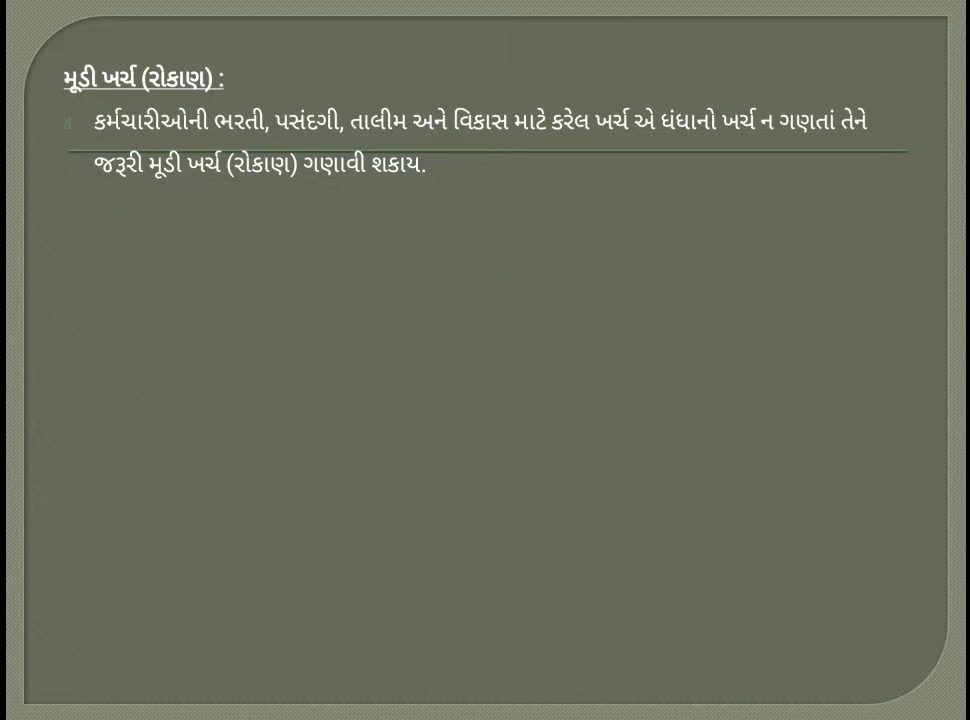 મૂડી ખર્ચ (રોકાણ) :
કર્મચારીઓની ભરતી, પસંદગી, તાલીમ અને વિકાસ માટે કરેલ ખર્ચ એ ધંધાનો ખર્ચ ન ગણતાં તેને
જરૂરી મૂડી ખર્ચ (રોકાણ) ગણાવી શકાય.